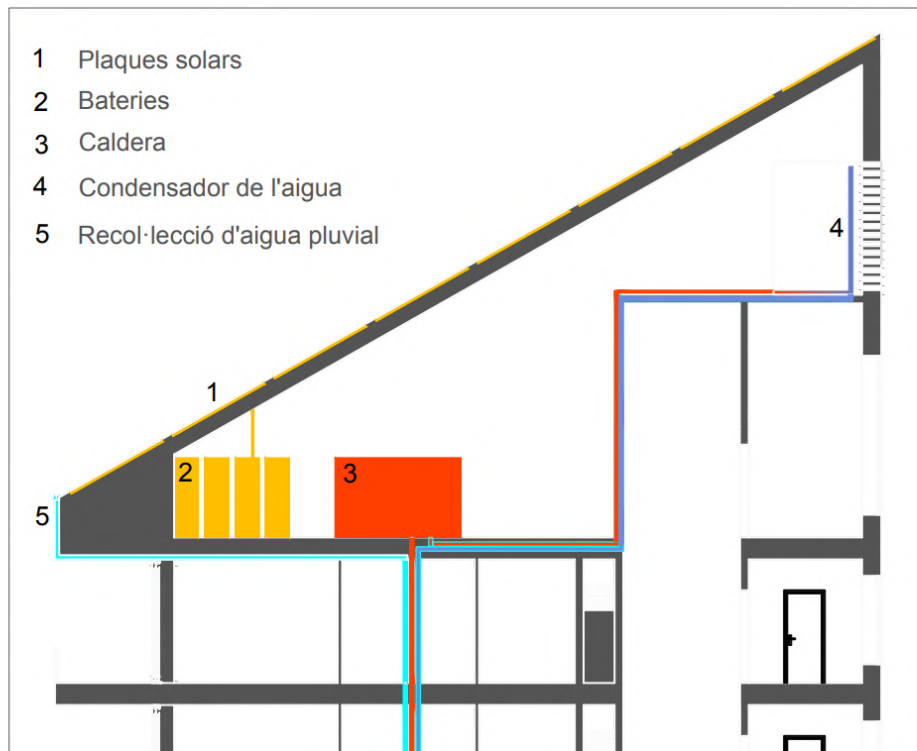 1 Plaques solars
2 Bateries
3 Caldera
4 Condensador de l'aigua
5 Recol·lecció d'aigua pluvial
4
1
2
3
5